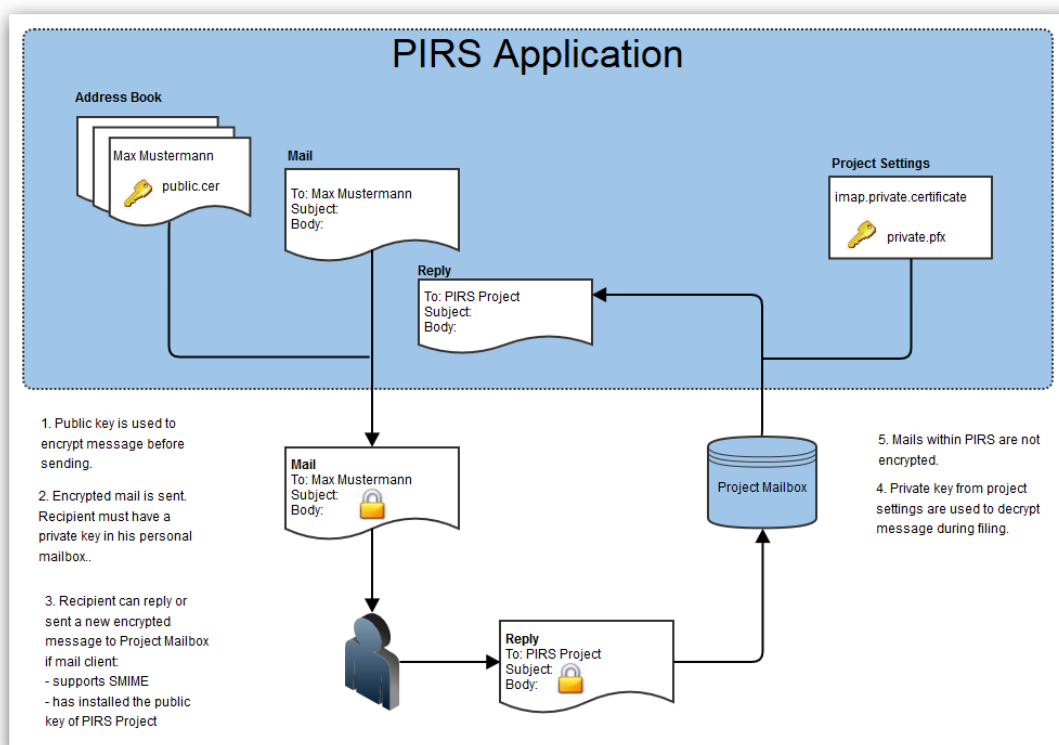 PIRS Application
Address Book
Max Mustermann
public.cer
Mail
To: Max Mustermann
Subject:
Body:
Project Settings
imap.private.certificate
private.pfx
Reply
To: PIRS Project
Subject:
Body:
1. Public key is used to
encrypt message before
sending.
2. Encrypted mail is sent.
Recipient must have a
private key in his personal
mailbox..
3. Recipient can reply or
sent a new encrypted
message to Project Mailbox
if mail client:
- supports SMIME
- has installed the public
key of PIRS Project
Mail
To: Max Mustermann
Subject:
Body:
Reply
To: PIRS Project
Subject:
Body:
Project Mailbox
5. Mails within PIRS are not
encrypted.
4. Private key from project
settings are used to decrypt
message during filing.